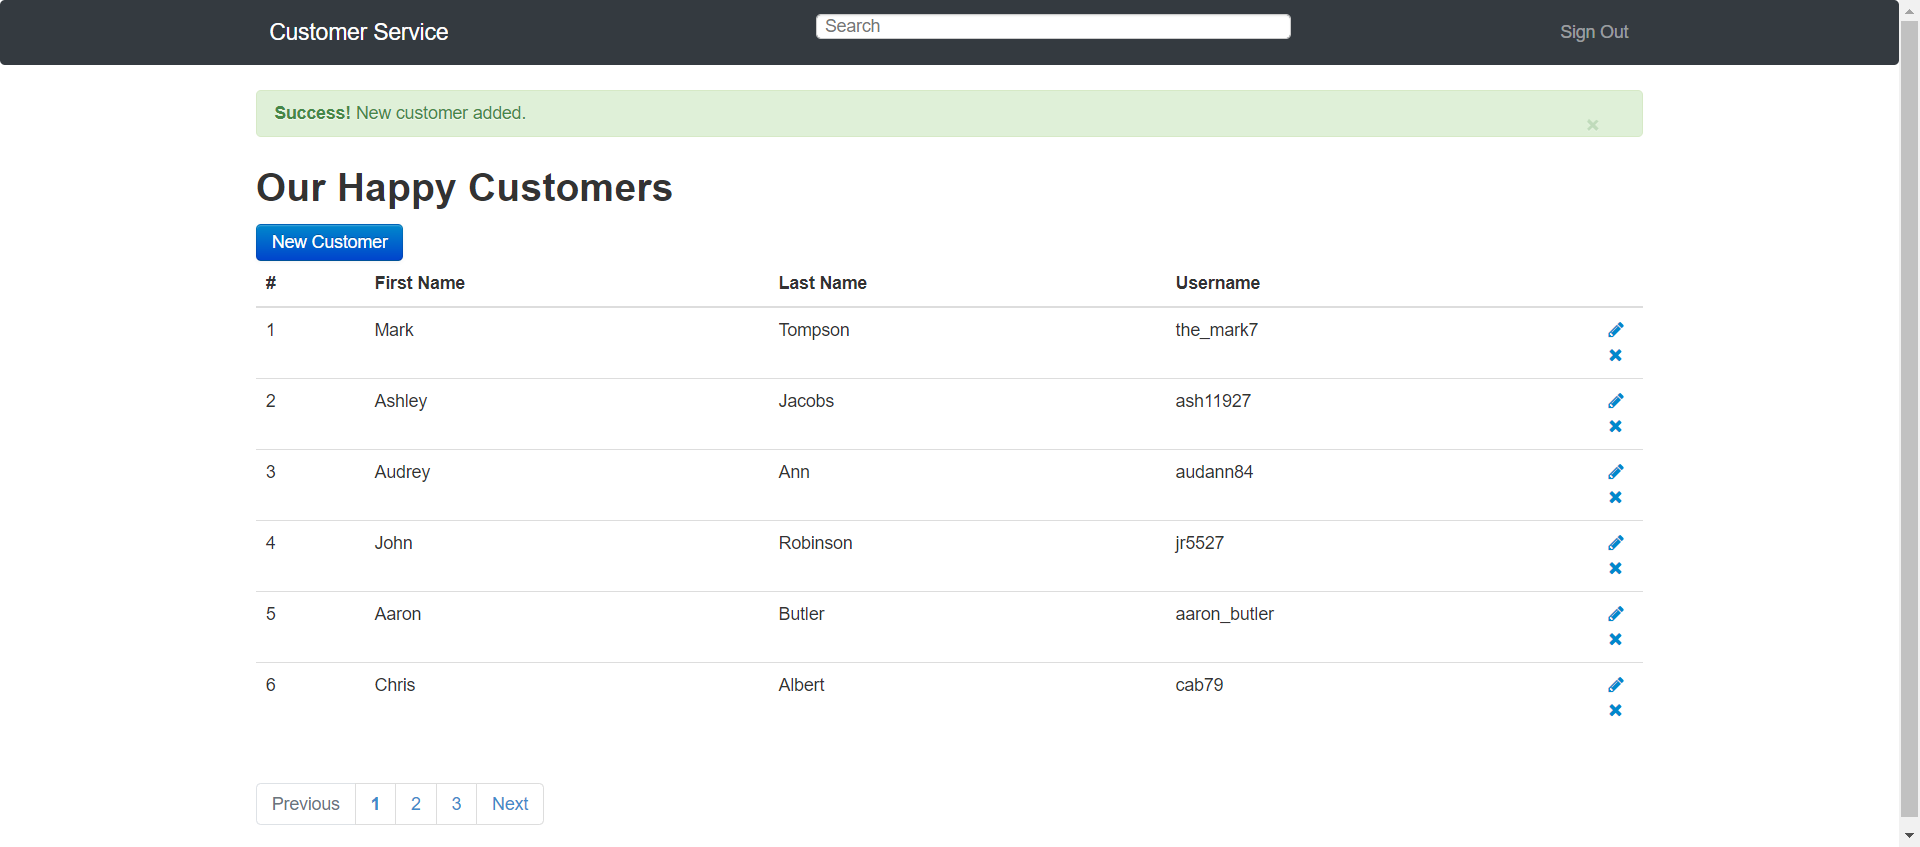 Customer Service Search Sign Out
Success! New customer added. ×
Our Happy Customers
New Customer
# First Name Last Name Username
1 Mark Tompson the_mark7
2 Ashley Jacobs ash11927
3 Audrey Ann audann84
4 John Robinson jr5527
5 Aaron Butler aaron_butler
6 Chris Albert cab79
Previous 1 2 3 Next